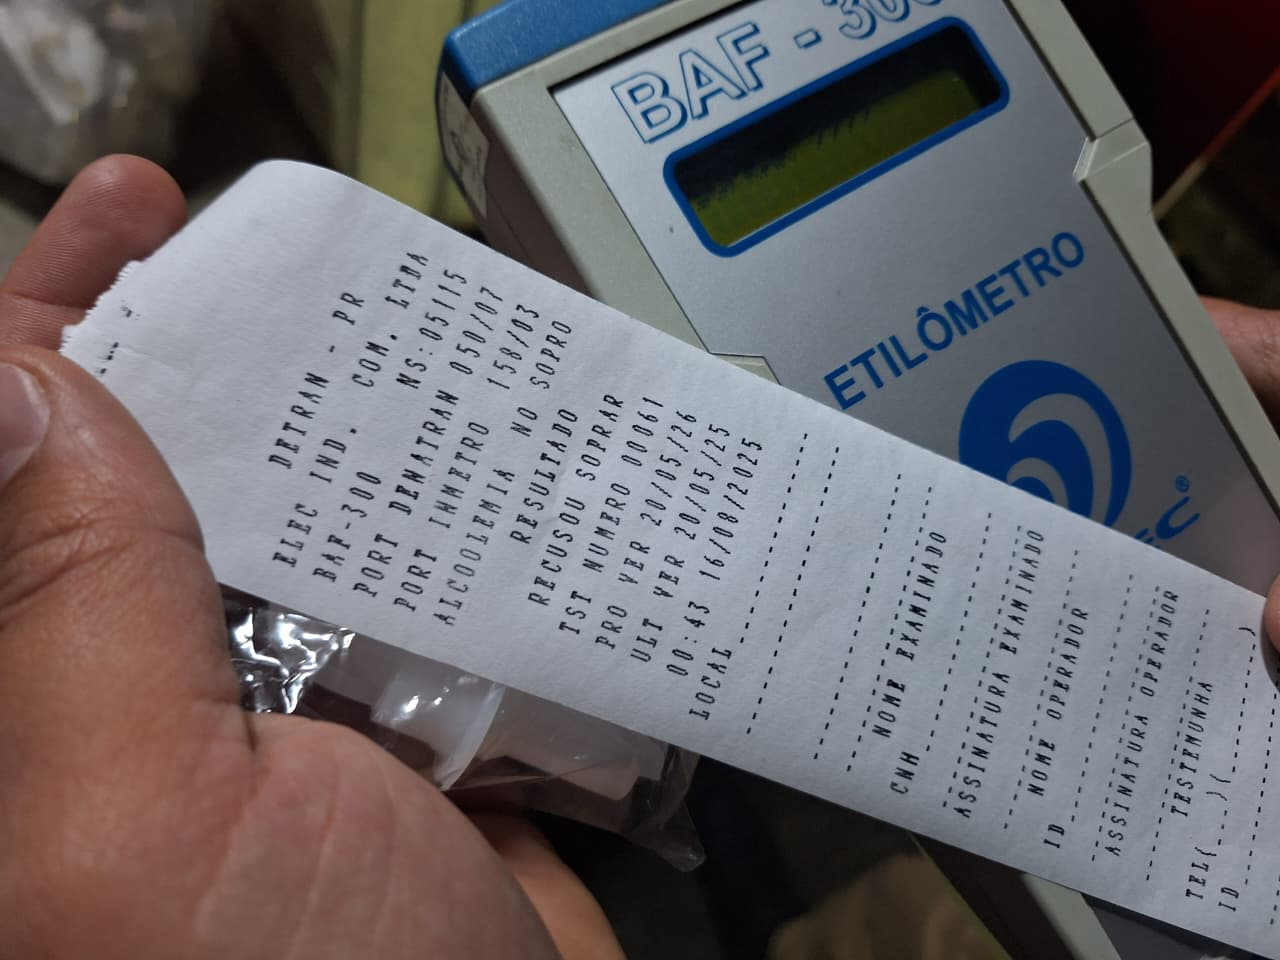 BAF - 300
ETILÔMETRO
DETRAN - PR
ELEC IND. COM. LTDA
BAF-300 NS:05115
PORT DENATRAN 050/07
PORT INMETRO 158/03
ALCOOLEMIA NO SOPRO
RESULTADO
RECUSOU SOPRAR
TST NUMERO 00061
PRO VER 20/05/26
ULT VER 20/05/25
00:43 16/08/2025
LOCAL
NOME EXAMINADO
CNH
ASSINATURA EXAMINADO
NOME OPERADOR
ID
ASSINATURA OPERADOR
TESTEMUNHA
TEL( )( )
ID